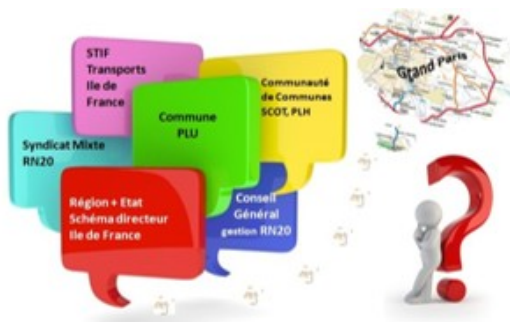 STIF
Transports
Ile de
France
Communauté
de Communes
SCOT, PLH
Commune
PLU
Syndicat Mixte
RN20
Région + Etat
Schéma directeur
Ile de France
Conseil
Général
gestion RN20
Grand Paris